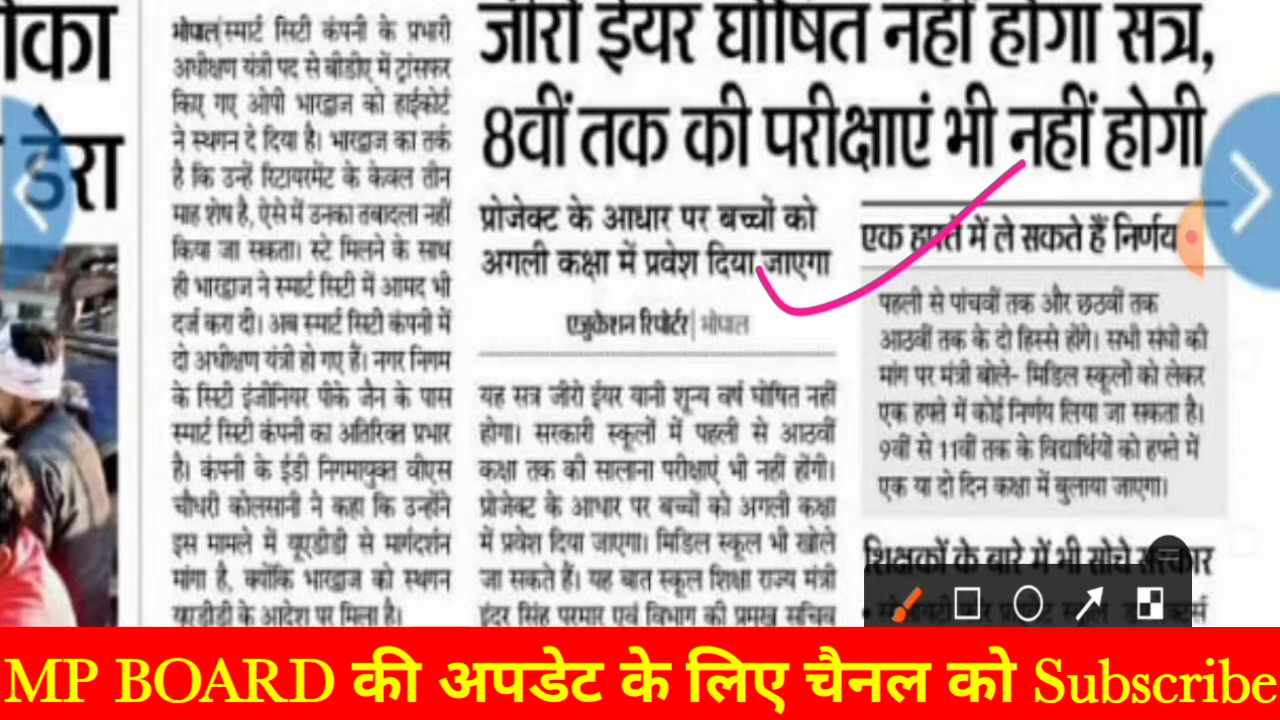 ीका
डेरा
भोपाल|स्मार्ट सिटी कंपनी के प्रभारी
अधीक्षण यंत्री पद से बीडीए में ट्रांसफर
किए गए ओपी भारद्वाज को हाईकोर्ट
ने स्थगन दे दिया है। भारद्वाज का तर्क
है कि उन्हें रिटायरमेंट के केवल तीन
माह शेष है, ऐसे में उनका तबादला नहीं
किया जा सकता। स्टे मिलने के साथ
ही भारद्वाज ने स्मार्ट सिटी में आमद भी
दर्ज करा दी। अब स्मार्ट सिटी कंपनी में
दो अधीक्षण यंत्री हो गए हैं। नगर निगम
के सिटी इंजीनियर पीके जैन के पास
स्मार्ट सिटी कंपनी का अतिरिक्त प्रभार
है। कंपनी के ईडी निगमायुक्त वीएस
चौधरी कोलसानी ने कहा कि उन्होंने
इस मामले में यूएडीडी से मार्गदर्शन
मांगा है, क्योंकि भारद्वाज को स्थगन
यूएडीडी के आदेश पर मिला है।
जीरो ईयर घोषित नहीं होगा सत्र,
8वीं तक की परीक्षाएं भी नहीं होगी
प्रोजेक्ट के आधार पर बच्चों को
अगली कक्षा में प्रवेश दिया जाएगा
एजुकेशन रिपोर्टर| भोपाल
यह सत्र जीरो ईयर यानी शून्य वर्ष घोषित नहीं
होगा। सरकारी स्कूलों में पहली से आठवीं
कक्षा तक की सालाना परीक्षाएं भी नहीं होंगी।
प्रोजेक्ट के आधार पर बच्चों को अगली कक्षा
में प्रवेश दिया जाएगा। मिडिल स्कूल भी खोले
जा सकते हैं। यह बात स्कूल शिक्षा राज्य मंत्री
इंदर सिंह परमार एवं विभाग की प्रमुख सचिव
एक हफ्ते में ले सकते हैं निर्णय
पहली से पांचवीं तक और छठवीं तक
आठवीं तक के दो हिस्से होंगे। सभी संघों की
मांग पर मंत्री बोले- मिडिल स्कूलों को लेकर
एक हफ्ते में कोई निर्णय लिया जा सकता है।
9वीं से 11वीं तक के विद्यार्थियों को हफ्ते में
एक या दो दिन कक्षा में बुलाया जाएगा।
शिक्षकों के बारे में भी सोचे सरकार
MP BOARD की अपडेट के लिए चैनल को Subscribe